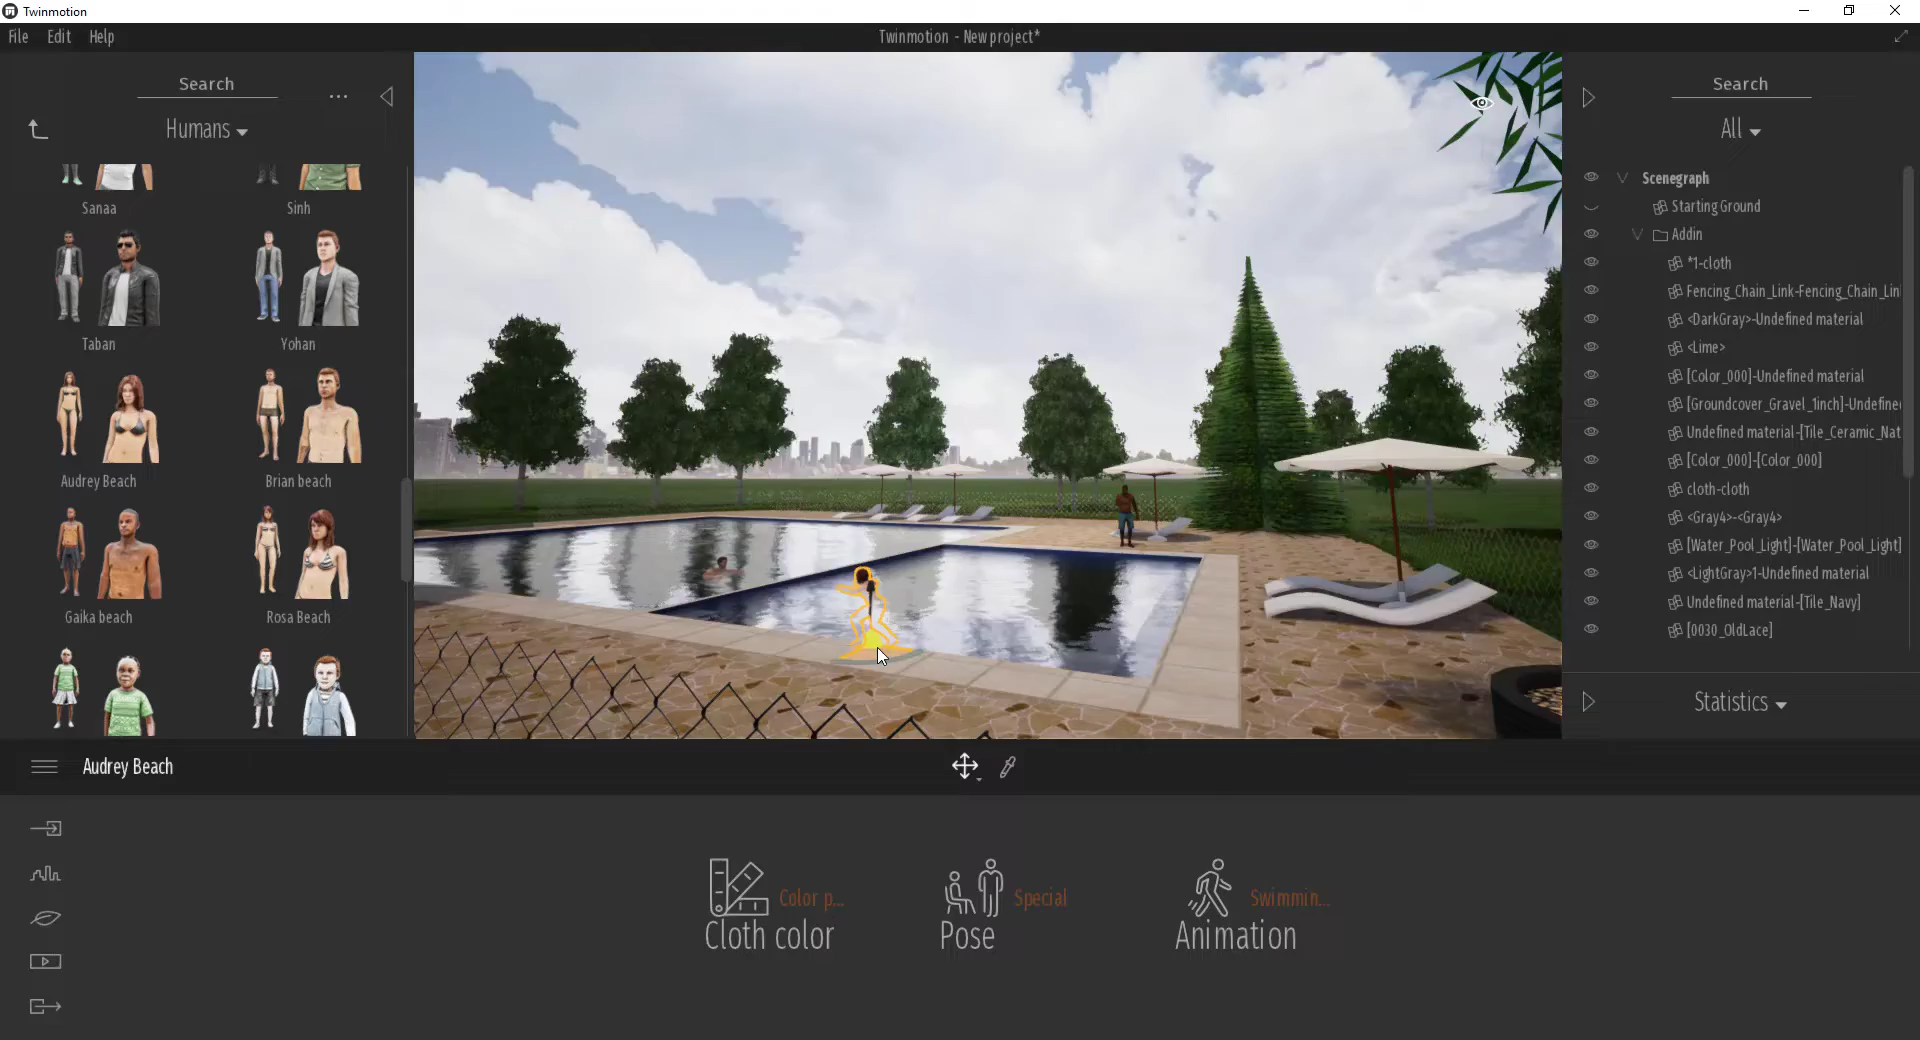 Twinmotion
File Edit Help
Twinmotion - New project*
Search
...
Humans
Sanaa
Sinh
Taban
Yohan
Audrey Beach
Brian beach
Gaika beach
Rosa Beach
Search
All
Scenegraph
Starting Ground
Addin
*1-cloth
Fencing_Chain_Link-Fencing_Chain_Lin
<DarkGray>-Undefined material
<Lime>
[Color_000]-Undefined material
[Groundcover_Gravel_1inch]-Undefine
Undefined material-[Tile_Ceramic_Nat
[Color_000]-[Color_000]
cloth-cloth
<Gray4>-<Gray4>
[Water_Pool_Light]-[Water_Pool_Light]
<LightGray>1-Undefined material
Undefined material-[Tile_Navy]
[0030_OldLace]
Statistics
Audrey Beach
Color p...
Cloth color
Special
Pose
Swimmin...
Animation